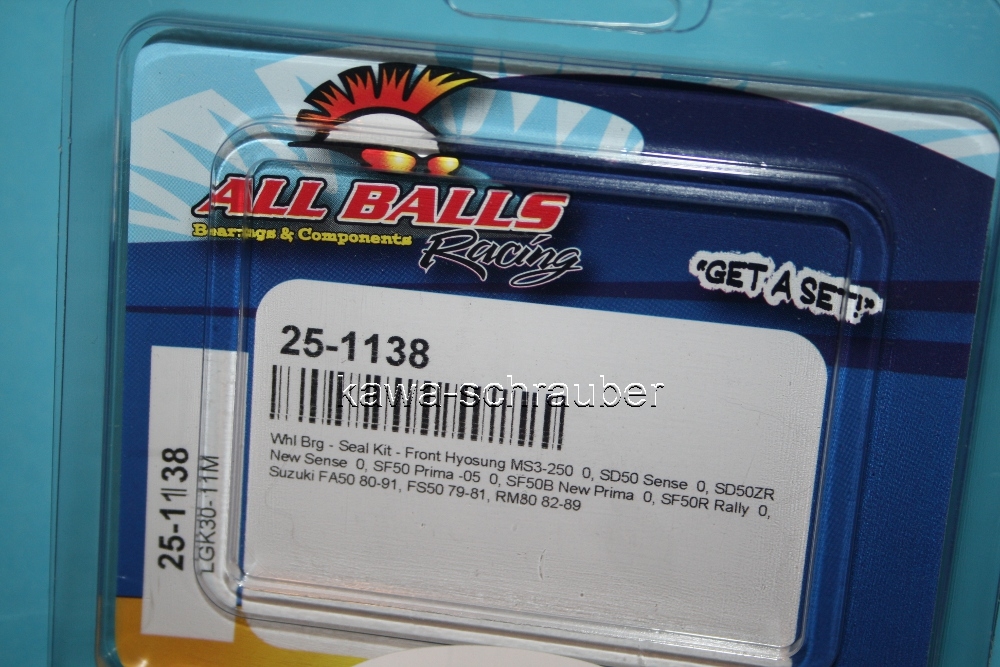 ALL BALLS
Bearings & Components
Racing
"GET A SET!"
25-1138
kawa-schrauber
Whl Brg - Seal Kit - Front Hyosung MS3-250 0, SD50 Sense 0, SD50ZR
New Sense 0, SF50 Prima -05 0, SF50B New Prima 0, SF50R Rally 0,
Suzuki FA50 80-91, FS50 79-81, RM80 82-89
25-1138
LGK30-11M